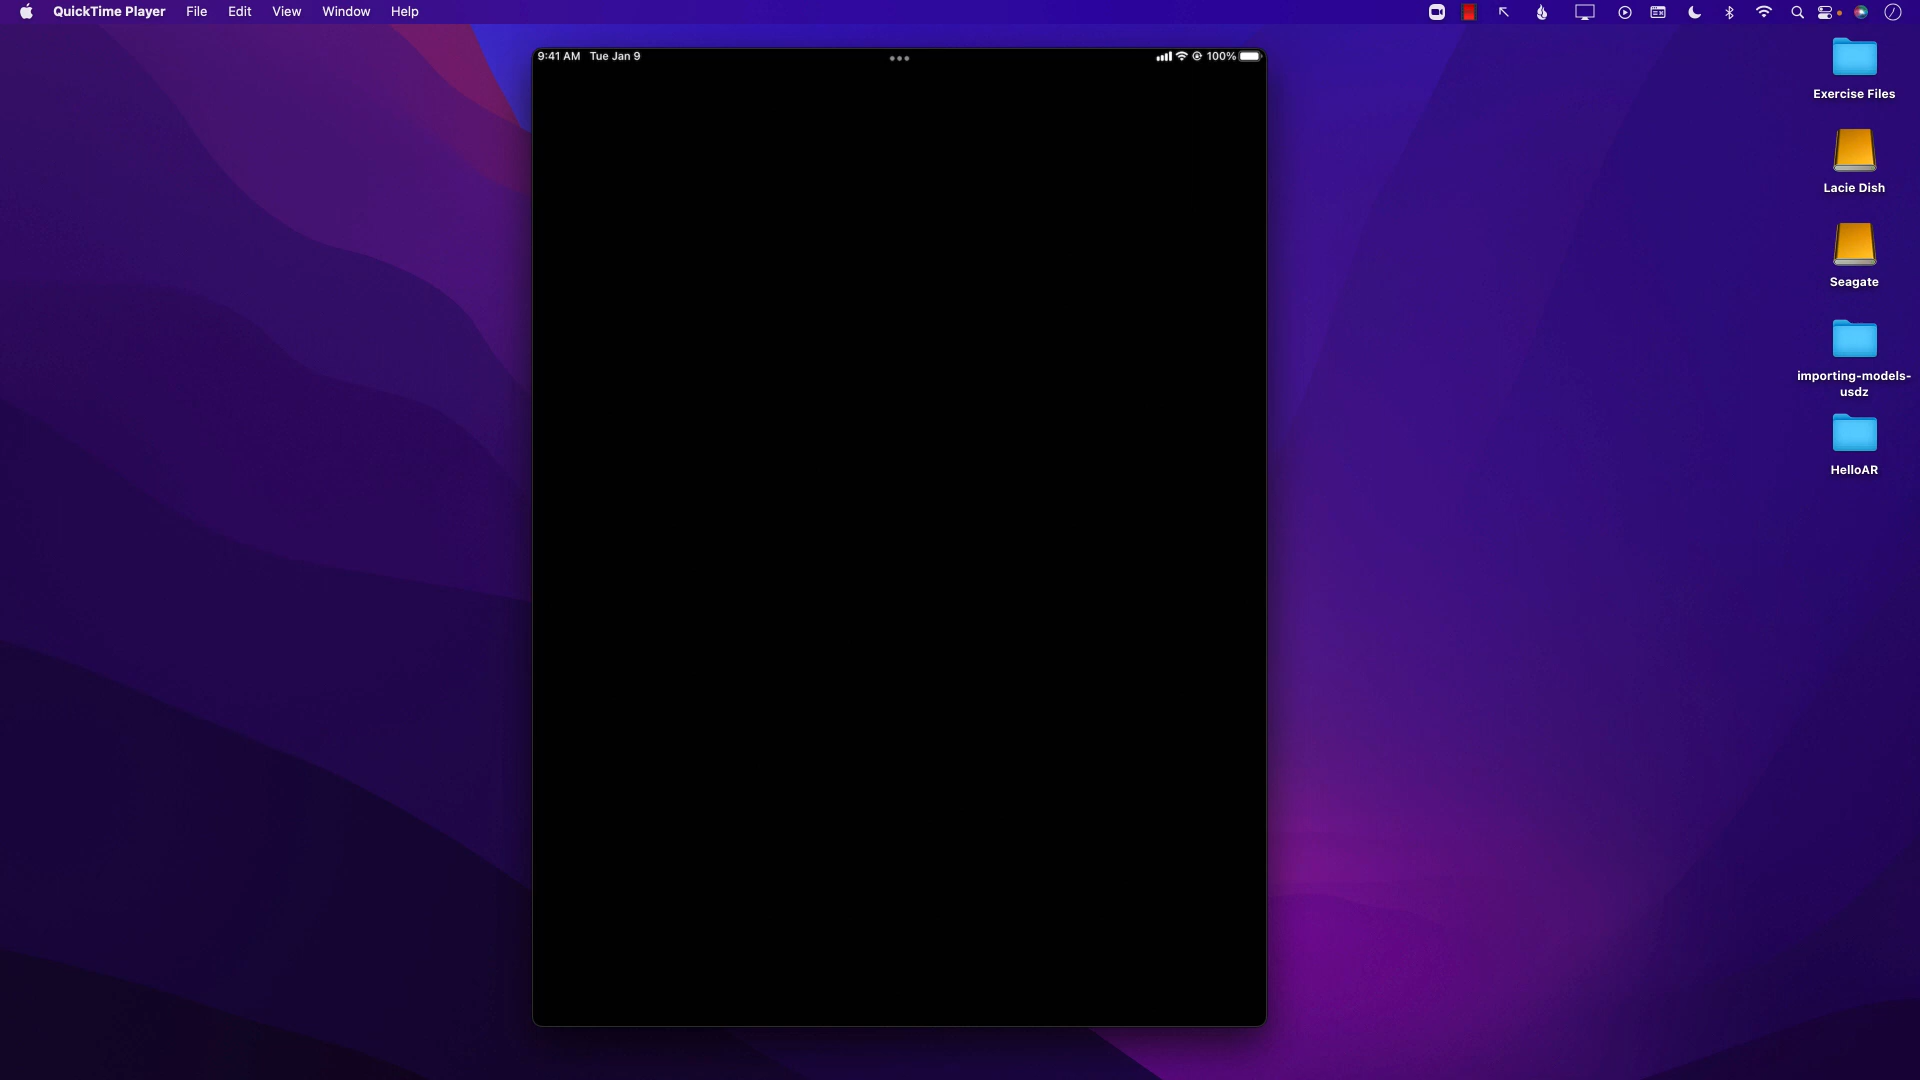 QuickTime Player File Edit View Window Help
9:41 AM Tue Jan 9
100%
Exercise Files
Lacie Dish
Seagate
importing-models-
usdz
HelloAR